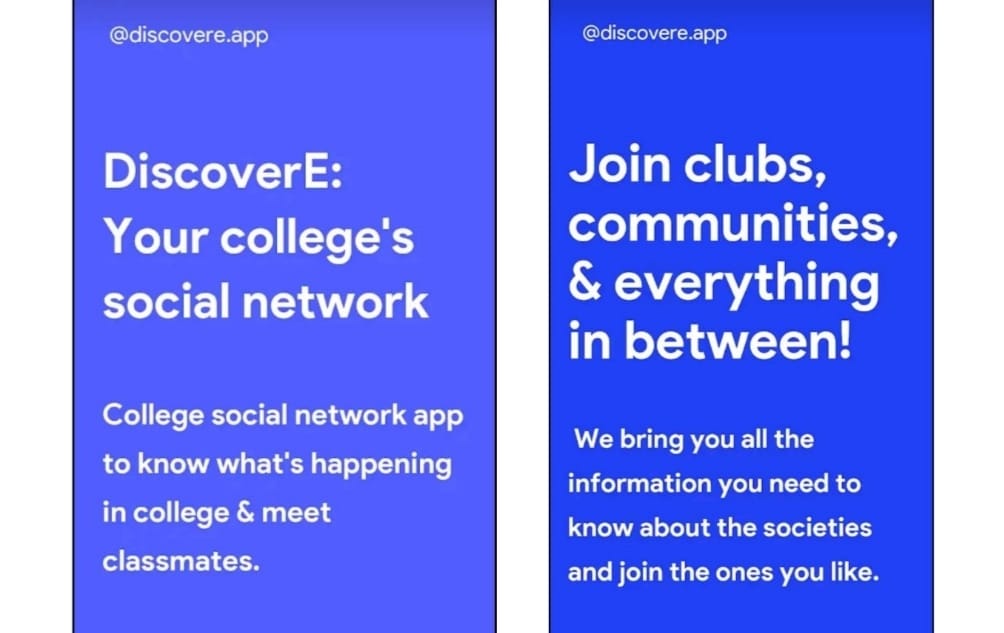 @discovere.app
DiscoverE:
Your college's
social network
College social network app
to know what's happening
in college & meet
classmates.
@discovere.app
Join clubs,
communities,
& everything
in between!
We bring you all the
information you need to
know about the societies
and join the ones you like.